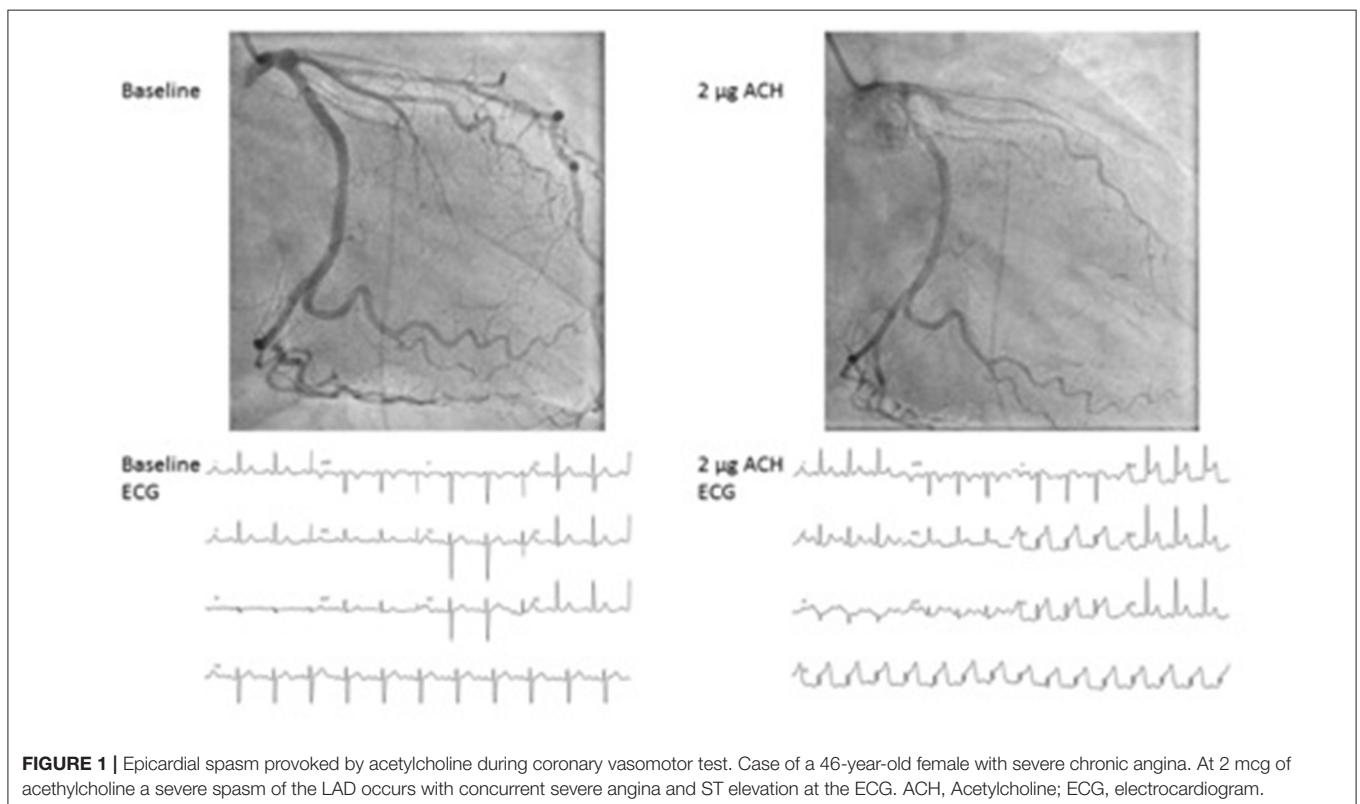 Baseline
2 µg ACH
Baseline
ECG
2 µg ACH
ECG
FIGURE 1 | Epicardial spasm provoked by acetylcholine during coronary vasomotor test. Case of a 46-year-old female with severe chronic angina. At 2 mcg of
acethylcholine a severe spasm of the LAD occurs with concurrent severe angina and ST elevation at the ECG. ACH, Acetylcholine; ECG, electrocardiogram.